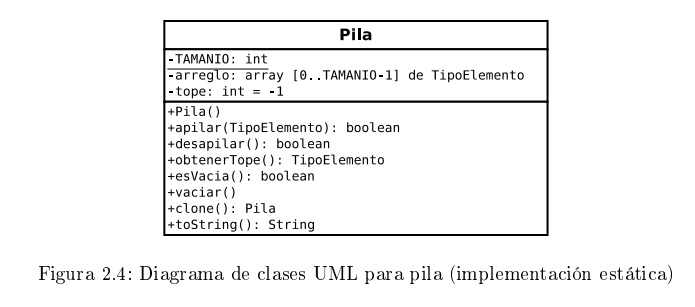 Pila
-TAMANIO: int
-arreglo: array [0..TAMANIO-1] de TipoElemento
-tope: int = -1
+Pila()
+apilar(TipoElemento): boolean
+desapilar(): boolean
+obtenerTope(): TipoElemento
+esVacia(): boolean
+vaciar()
+clone(): Pila
+toString(): String
Figura 2.4: Diagrama de clases UML para pila (implementación estática)